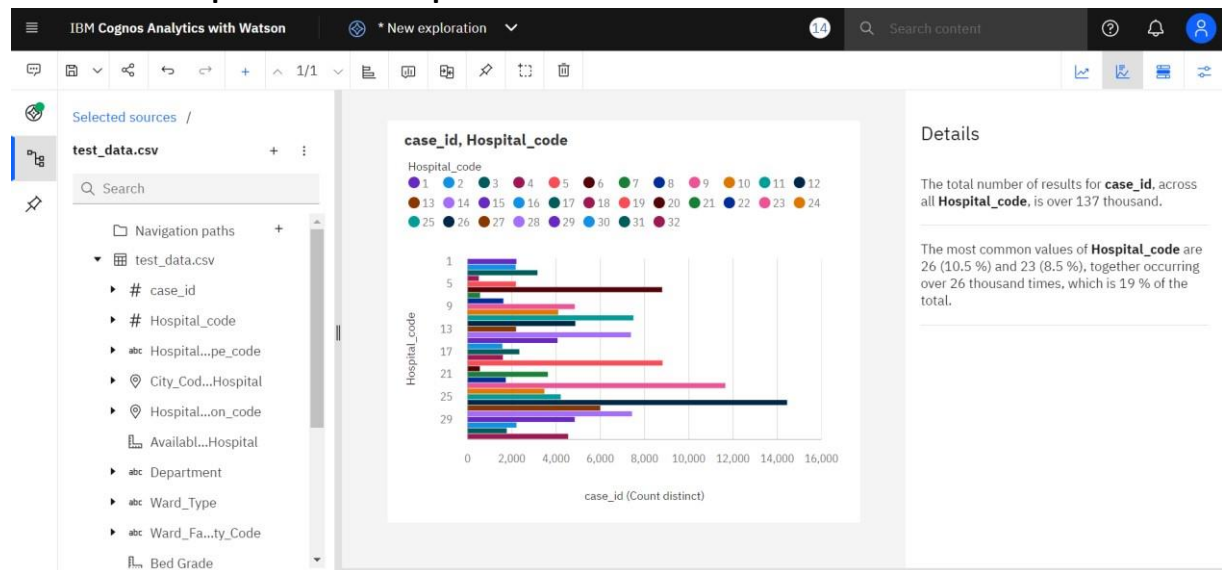 IBM Cognos Analytics with Watson
* New exploration
14
Search content
1/1
Selected sources /
test_data.csv
Search
Navigation paths
test_data.csv
case_id
Hospital_code
abc Hospital...pe_code
City_Cod...Hospital
Hospital...on_code
Availabl...Hospital
abc Department
abc Ward_Type
abc Ward_Fa...ty_Code
Bed Grade
case_id, Hospital_code
Hospital_code
1 2 3 4 5 6 7 8 9 10 11 12
13 14 15 16 17 18 19 20 21 22 23 24
25 26 27 28 29 30 31 32
Hospital_code
1
5
9
13
17
21
25
29
0 2,000 4,000 6,000 8,000 10,000 12,000 14,000 16,000
case_id (Count distinct)
Details
The total number of results for case_id, across
all Hospital_code, is over 137 thousand.
The most common values of Hospital_code are
26 (10.5 %) and 23 (8.5 %), together occurring
over 26 thousand times, which is 19 % of the
total.